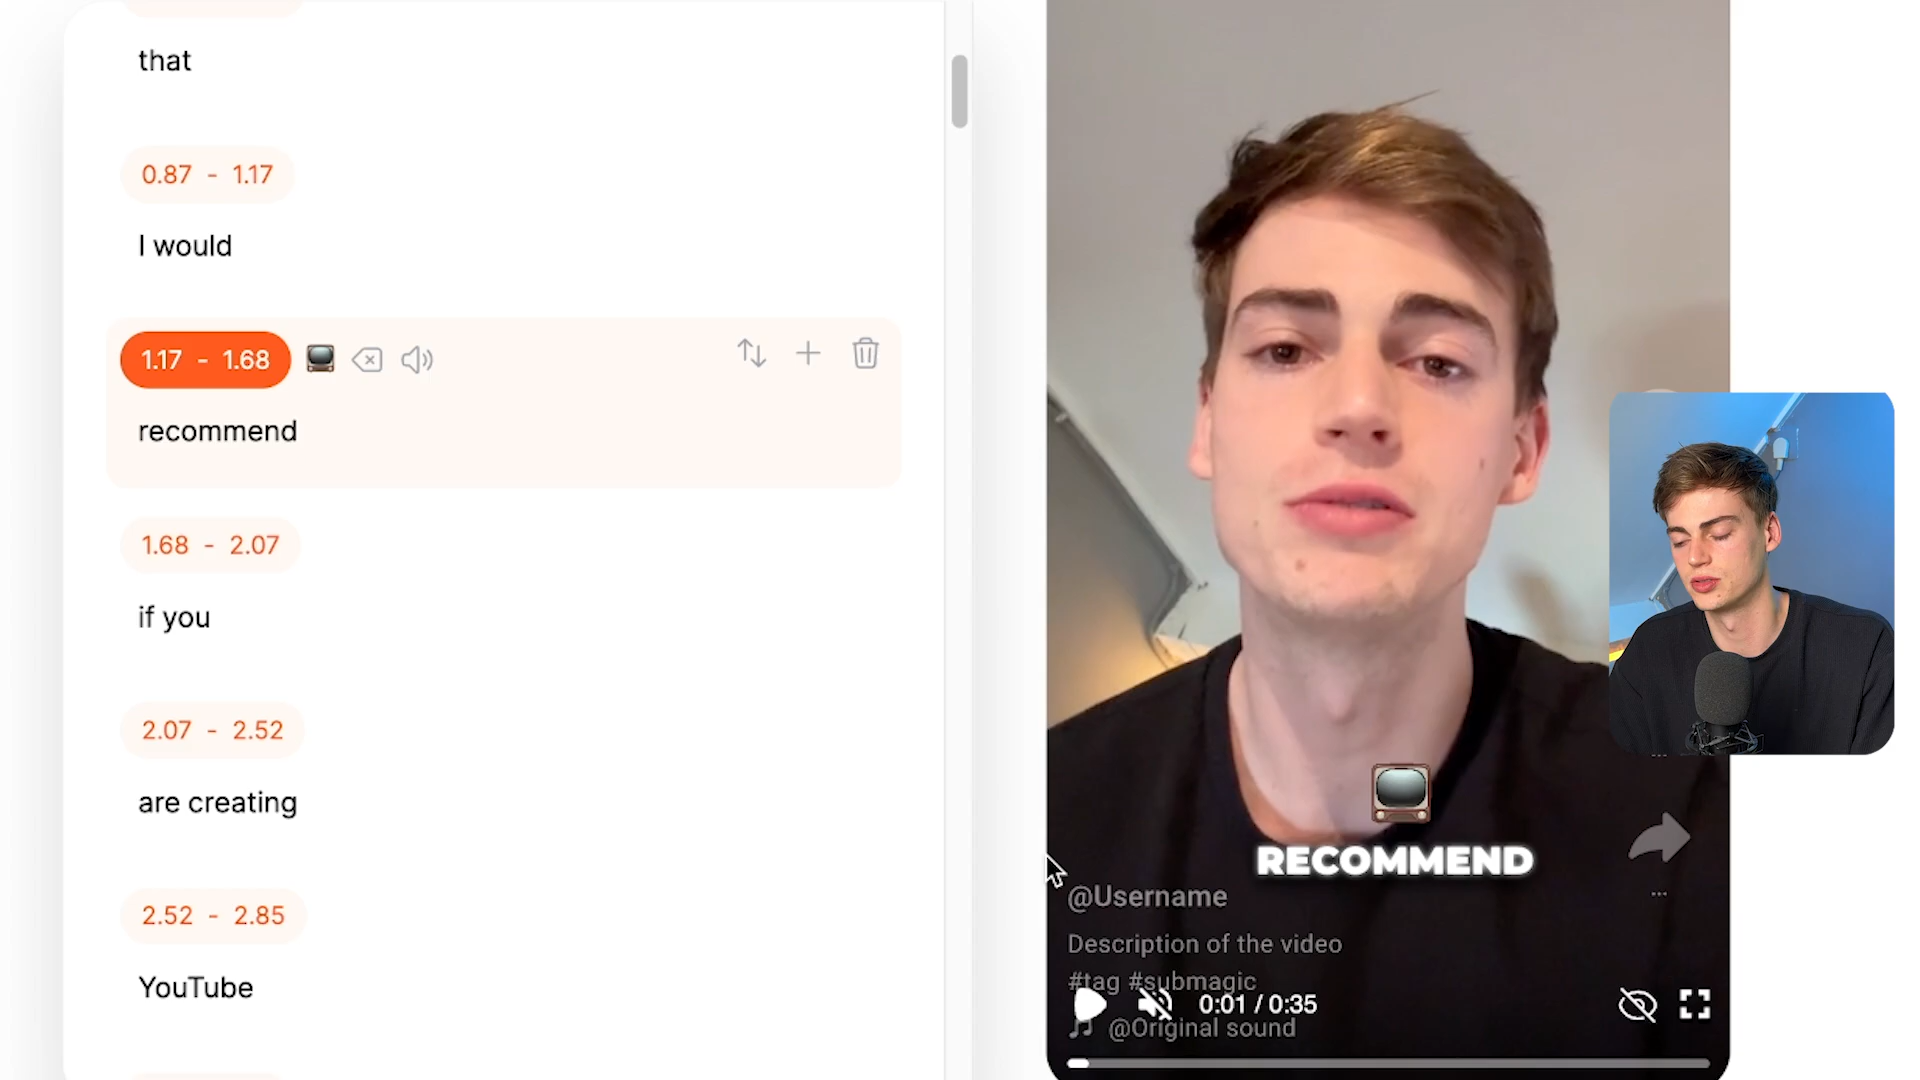 that
0.87 - 1.17
I would
1.17 - 1.68
recommend
1.68 - 2.07
if you
2.07 - 2.52
are creating
2.52 - 2.85
YouTube
RECOMMEND
@Username
Description of the video
#tag #submagic
0:01 / 0:35
@Original sound